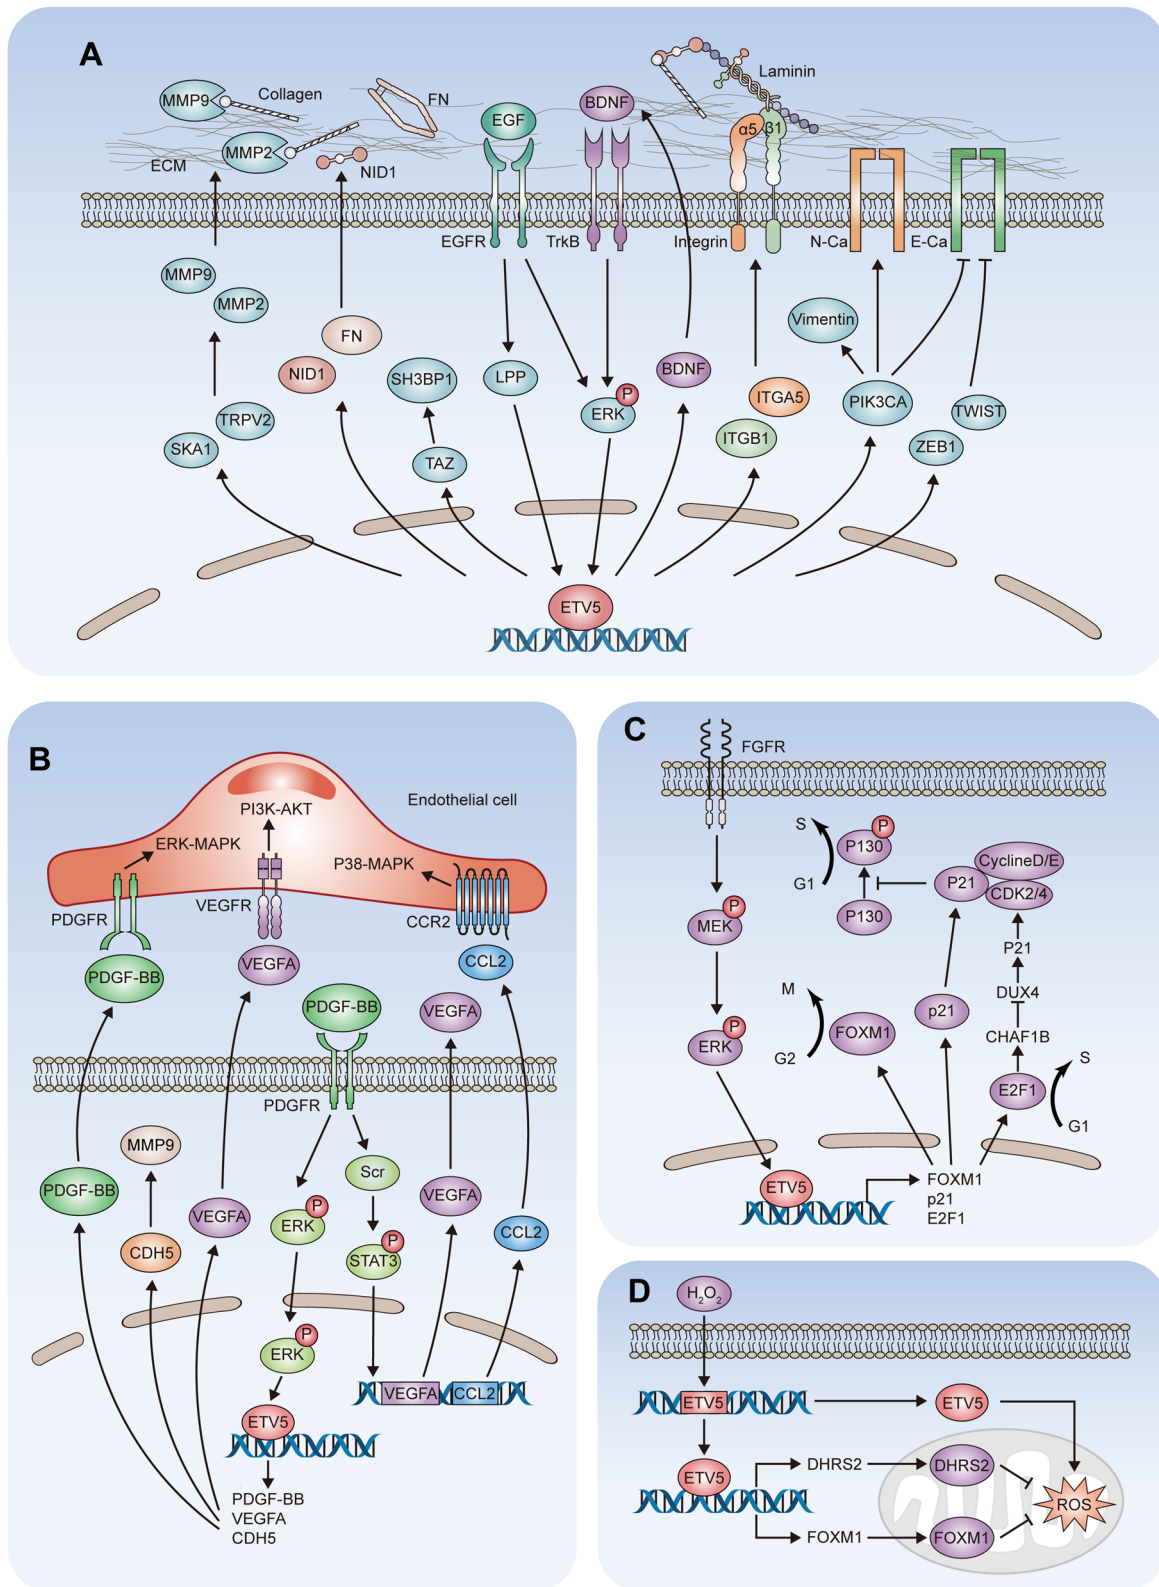 A
MMP9
Collagen
FN
EGF
BDNF
Laminin
α5
β1
MMP2
ECM
NID1
EGFR
TrkB
Integrin
N-Ca
E-Ca
MMP9
MMP2
Vimentin
FN
NID1
SH3BP1
LPP
BDNF
P
ERK
ITGA5
PIK3CA
TWIST
TRPV2
SKA1
TAZ
ITGB1
ZEB1
ETV5
B
PI3K-AKT
Endothelial cell
ERK-MAPK
P38-MAPK
PDGFR
VEGFR
CCR2
PDGF-BB
VEGFA
CCL2
PDGF-BB
VEGFA
PDGFR
MMP9
Scr
PDGF-BB
VEGFA
VEGFA
P
ERK
CCL2
CDH5
P
STAT3
P
ERK
VEGFA
CCL2
ETV5
PDGF-BB
VEGFA
CDH5
C
FGFR
S
P
P130
CyclineD/E
G1
P21
CDK2/4
P
MEK
P130
P21
M
DUX4
p21
P
ERK
FOXM1
CHAF1B
G2
S
E2F1
G1
ETV5
FOXM1
p21
E2F1
D
H2O2
ETV5
ETV5
ETV5
DHRS2
DHRS2
ROS
FOXM1
FOXM1